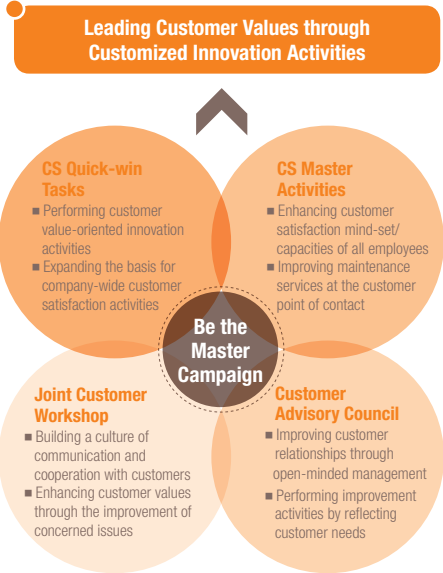 Leading Customer Values through
Customized Innovation Activities
CS Quick-win
Tasks
■ Performing customer
value-oriented innovation
activities
■ Expanding the basis for
company-wide customer
satisfaction activities
CS Master
Activities
■ Enhancing customer
satisfaction mind-set/
capacities of all employees
■ Improving maintenance
services at the customer
point of contact
Be the
Master
Campaign
Joint Customer
Workshop
■ Building a culture of
communication and
cooperation with customers
■ Enhancing customer values
through the improvement of
concerned issues
Customer
Advisory Council
■ Improving customer
relationships through
open-minded management
■ Performing improvement
activities by reflecting
customer needs